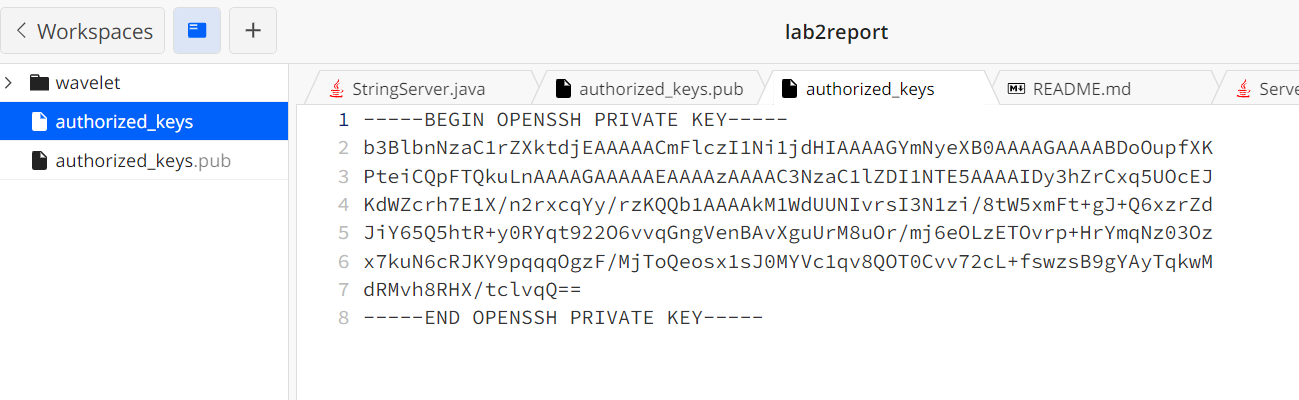 Workspaces
lab2report
wavelet
authorized_keys
authorized_keys.pub
StringServer.java
authorized_keys.pub
authorized_keys
README.md
Serve
1 -----BEGIN OPENSSH PRIVATE KEY-----
2 b3BlbnNzaC1rZXktdjEAAAAACmFlczI1Ni1jdHIAAAAGYmNyeXB0AAAAGAAAABDoOupfXK
3 PteiCQpFTQkuLnAAAAGAAAAAEAAAAzAAAAC3NzaC1lZDI1NTE5AAAAIDy3hZrCxq5UOcEJ
4 KdWZcrh7E1X/n2rxcqYy/rzKQQb1AAAAkM1WdUUNIvrsI3N1zi/8tW5xmFt+gJ+Q6xzrZd
5 JiY65Q5htR+y0RYqt922O6vvqGngVenBAvXguUrM8uOr/mj6eOLzETOvrp+HrYmqNz03Oz
6 x7kuN6cRJKY9pqqqOgzF/MjToQeosx1sJ0MYVc1qv8QOT0Cvv72cL+fswzsB9gYAyTqkwM
7 dRMvh8RHX/tclvqQ==
8 -----END OPENSSH PRIVATE KEY-----